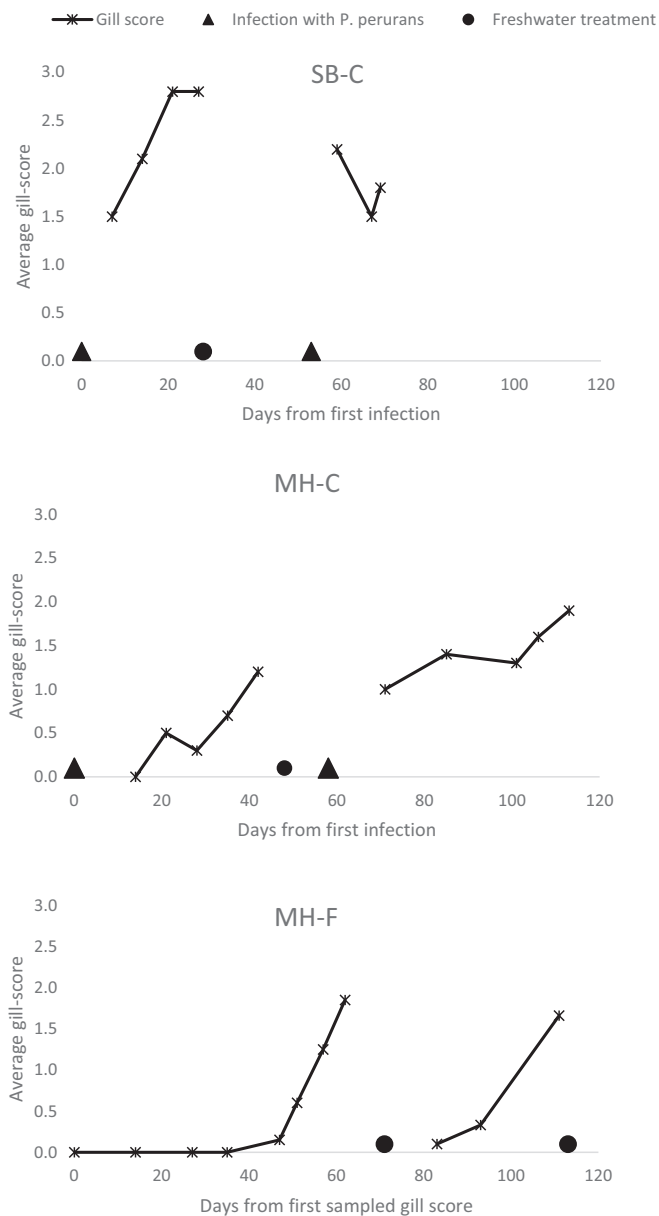 Gill score Infection with P. perurans Freshwater treatment
SB-C
3.0
2.5
2.0
1.5
1.0
0.5
0.0
Average gill-score
0 20 40 60 80 100 120
Days from first infection
MH-C
3.0
2.5
2.0
1.5
1.0
0.5
0.0
Average gill-score
0 20 40 60 80 100 120
Days from first infection
MH-F
3.0
2.5
2.0
1.5
1.0
0.5
0.0
Average gill-score
0 20 40 60 80 100 120
Days from first sampled gill score